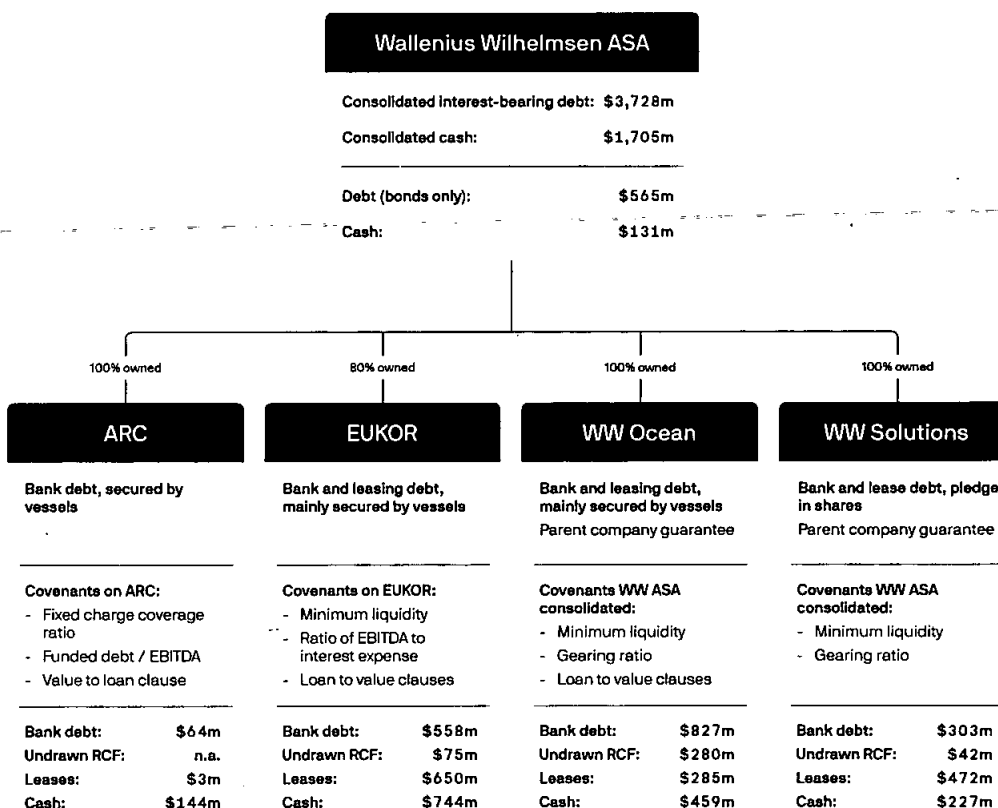 Wallenius Wilhelmsen ASA
Consolidated interest-bearing debt: $3,728m
Consolidated cash: $1,705m
Debt (bonds only): $565m
Cash: $131m
100% owned
80% owned
100% owned
100% owned
ARC
Bank debt, secured by
vessels
Covenants on ARC:
- Fixed charge coverage
ratio
- Funded debt / EBITDA
- Value to loan clause
Bank debt: $64m
Undrawn RCF: n.a.
Leases: $3m
Cash: $144m
EUKOR
Bank and leasing debt,
mainly secured by vessels
Covenants on EUKOR:
- Minimum liquidity
- Ratio of EBITDA to
interest expense
- Loan to value clauses
Bank debt: $558m
Undrawn RCF: $75m
Leases: $650m
Cash: $744m
WW Ocean
Bank and leasing debt,
mainly secured by vessels
Parent company guarantee
Covenants WW ASA
consolidated:
- Minimum liquidity
- Gearing ratio
- Loan to value clauses
Bank debt: $827m
Undrawn RCF: $280m
Leases: $285m
Cash: $459m
WW Solutions
Bank and lease debt, pledge
in shares
Parent company guarantee
Covenants WW ASA
consolidated:
- Minimum liquidity
- Gearing ratio
Bank debt: $303m
Undrawn RCF: $42m
Leases: $472m
Cash: $227m